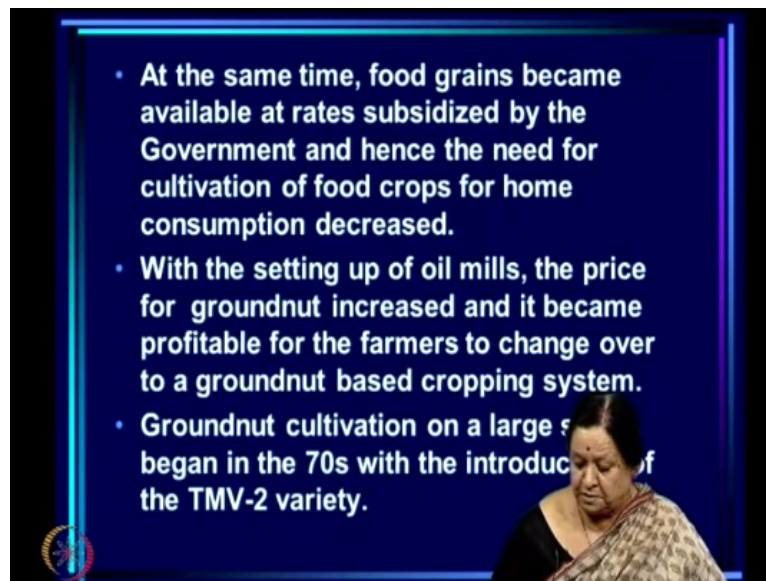 • At the same time, food grains became
available at rates subsidized by the
Government and hence the need for
cultivation of food crops for home
consumption decreased.
• With the setting up of oil mills, the price
for groundnut increased and it became
profitable for the farmers to change over
to a groundnut based cropping system.
• Groundnut cultivation on a large
began in the 70s with the of
the TMV-2 variety.